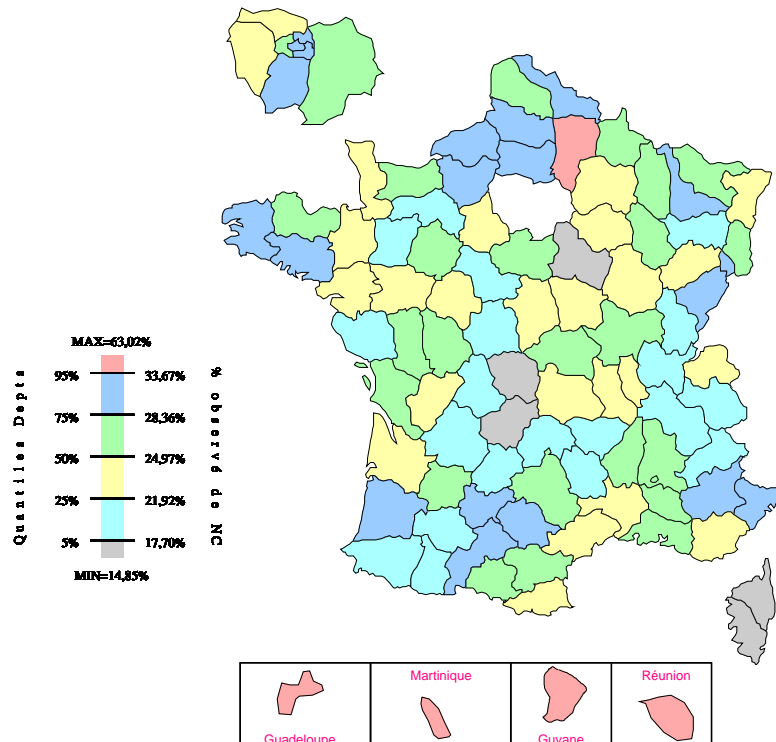 MAX=63,02%
95% 33,67%
75% 28,36%
50% 24,97%
25% 21,92%
5% 17,70%
MIN=14,85%
Quantiles Depts
% observé de NC
Martinique Réunion
Guadeloupe Guyane